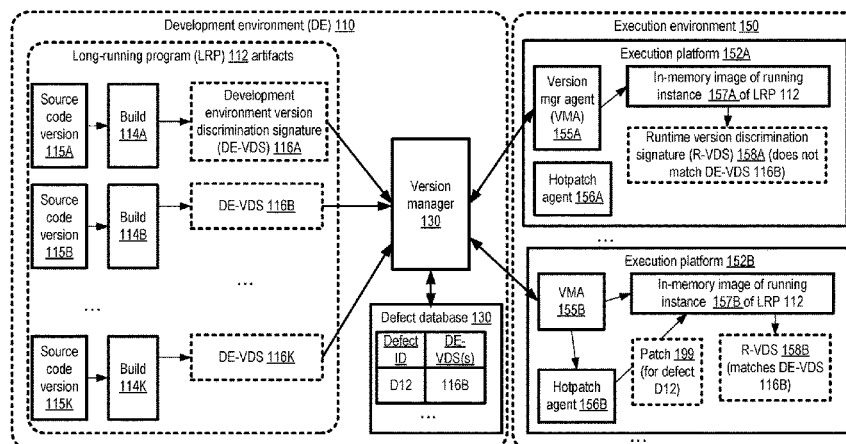 Development environment (DE) 110
Long-running program (LRP) 112 artifacts
Source
code
version
115A
Build
114A
Development
environment version
discrimination signature
(DE-VDS) 116A
Source
code
version
115B
Build
114B
DE-VDS 116B
...
...
...
Source
code
version
115K
Build
114K
DE-VDS 116K
Version
manager
130
Defect database 130
Defect
ID
DE-
VDS(s)
D12
116B
...
Execution environment 150
Execution platform 152A
Version
mgr agent
(VMA)
155A
In-memory image of running
instance 157A of LRP 112
Runtime version discrimination
signature (R-VDS) 158A (does not
match DE-VDS 116B)
Hotpatch
agent 156A
...
Execution platform 152B
VMA
155B
In-memory image of running
instance 157B of LRP 112
Hotpatch
agent 156B
Patch 199
(for defect
D12)
R-VDS 158B
(matches DE-VDS
116B)
...